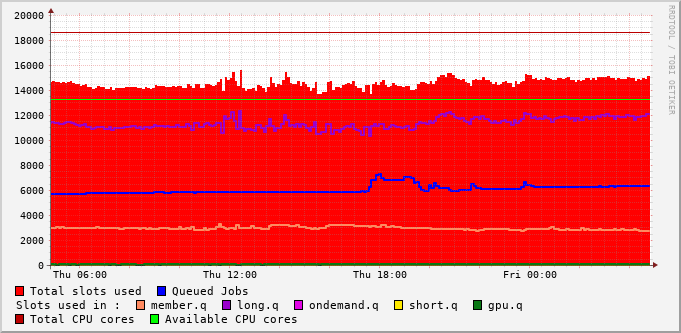 20000
18000
16000
14000
12000
10000
8000
6000
4000
2000
0
Thu 06:00 Thu 12:00 Thu 18:00 Fri 00:00
RRDTOOL / TOBI OETIKER
Total slots used Queued Jobs
Slots used in : member.q long.q ondemand.q short.q gpu.q
Total CPU cores Available CPU cores